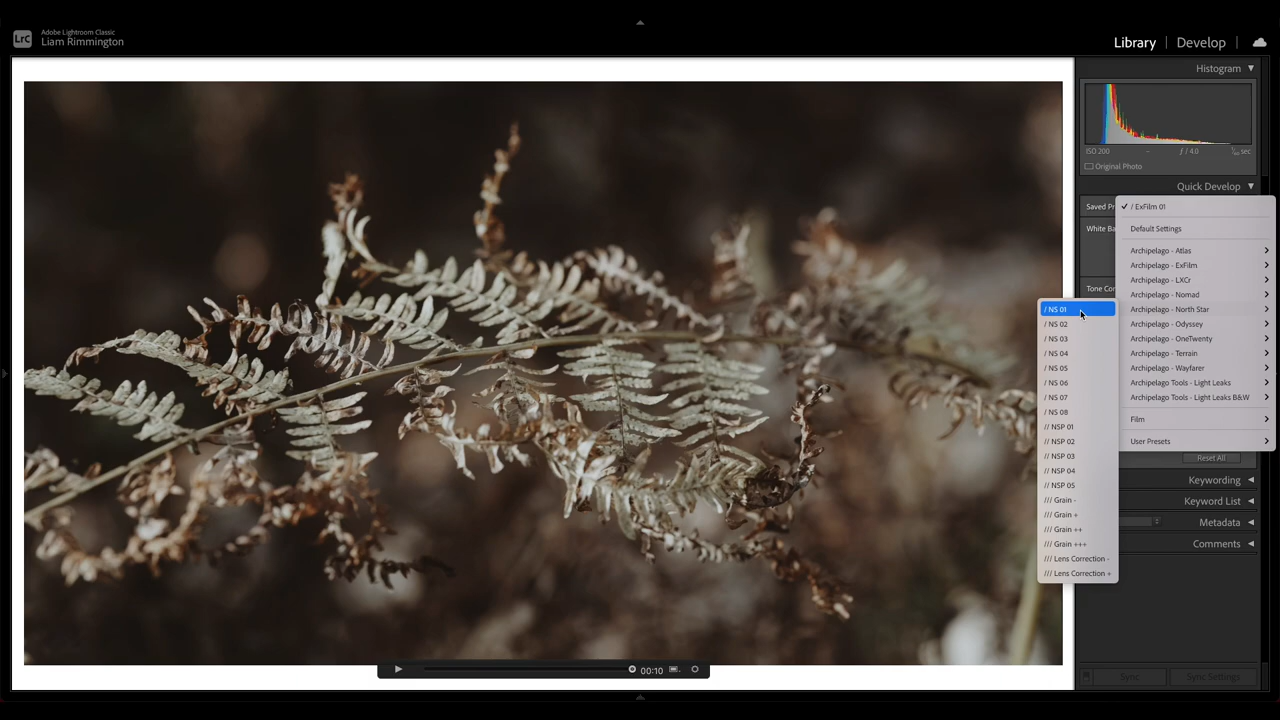 LrC
Adobe Lightroom Classic
Liam Rimmington
Library | Develop |
Histogram
ISO 200 – ƒ / 4.0 sec
Original Photo
Quick Develop
Saved Pr
White Ba
Tone Con
/ ExFilm 01
Default Settings
Archipelago - Atlas
Archipelago - ExFilm
Archipelago - LXCr
Archipelago - Nomad
Archipelago - North Star
Archipelago - Odyssey
Archipelago - OneTwenty
Archipelago - Terrain
Archipelago - Wayfarer
Archipelago Tools - Light Leaks
Archipelago Tools - Light Leaks B&W
Film
User Presets
/ NS 01
/ NS 02
/ NS 03
/ NS 04
/ NS 05
/ NS 06
/ NS 07
/ NS 08
// NSP 01
// NSP 02
// NSP 03
// NSP 04
// NSP 05
/// Grain -
/// Grain +
/// Grain ++
/// Grain +++
/// Lens Correction -
/// Lens Correction +
Reset All
Keywording
Keyword List
Metadata
Comments
Sync
Sync Settings
00:10